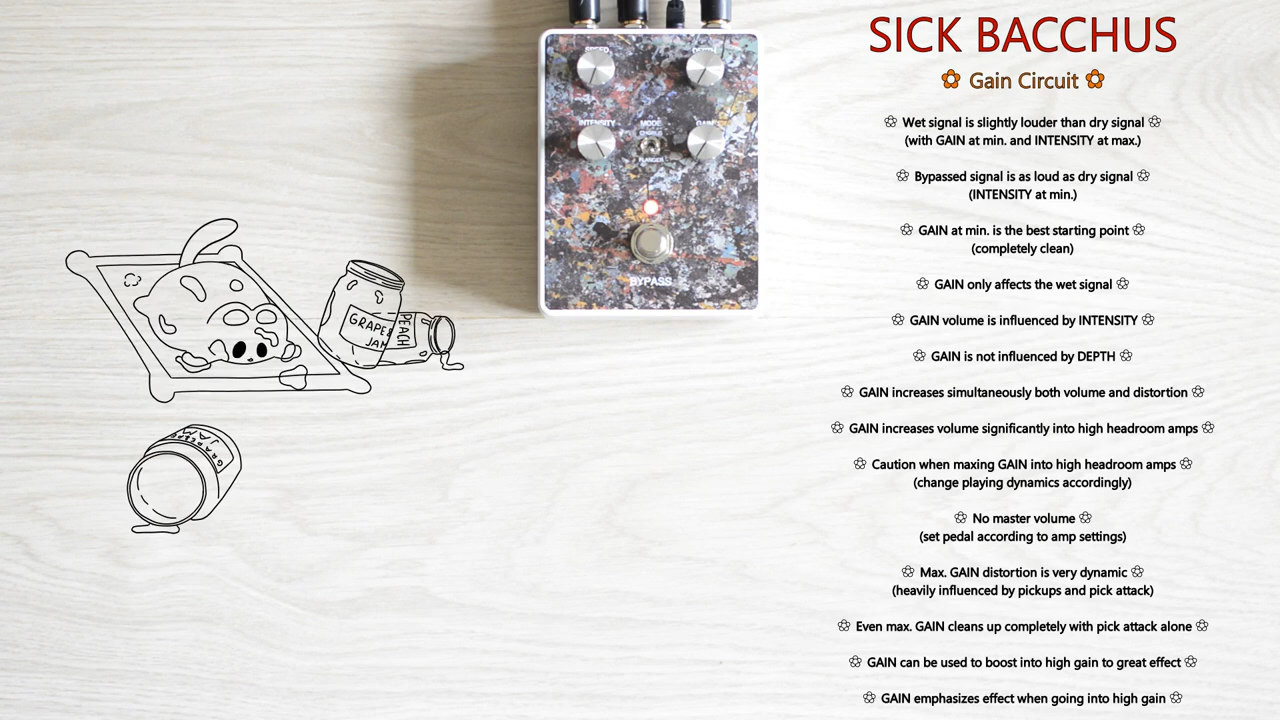 SICK BACCHUS
Gain Circuit
Wet signal is slightly louder than dry signal
(with GAIN at min. and INTENSITY at max.)
Bypassed signal is as loud as dry signal
(INTENSITY at min.)
GAIN at min. is the best starting point
(completely clean)
GAIN only affects the wet signal
GAIN volume is influenced by INTENSITY
GAIN is not influenced by DEPTH
GAIN increases simultaneously both volume and distortion
GAIN increases volume significantly into high headroom amps
Caution when maxing GAIN into high headroom amps
(change playing dynamics accordingly)
No master volume
(set pedal according to amp settings)
Max. GAIN distortion is very dynamic
(heavily influenced by pickups and pick attack)
Even max. GAIN cleans up completely with pick attack alone
GAIN can be used to boost into high gain to great effect
GAIN emphasizes effect when going into high gain
SPEED
DEPTH
INTENSITY
MODE
GAIN
CHORUS
FLANGER
BYPASS
PEACH
JAM